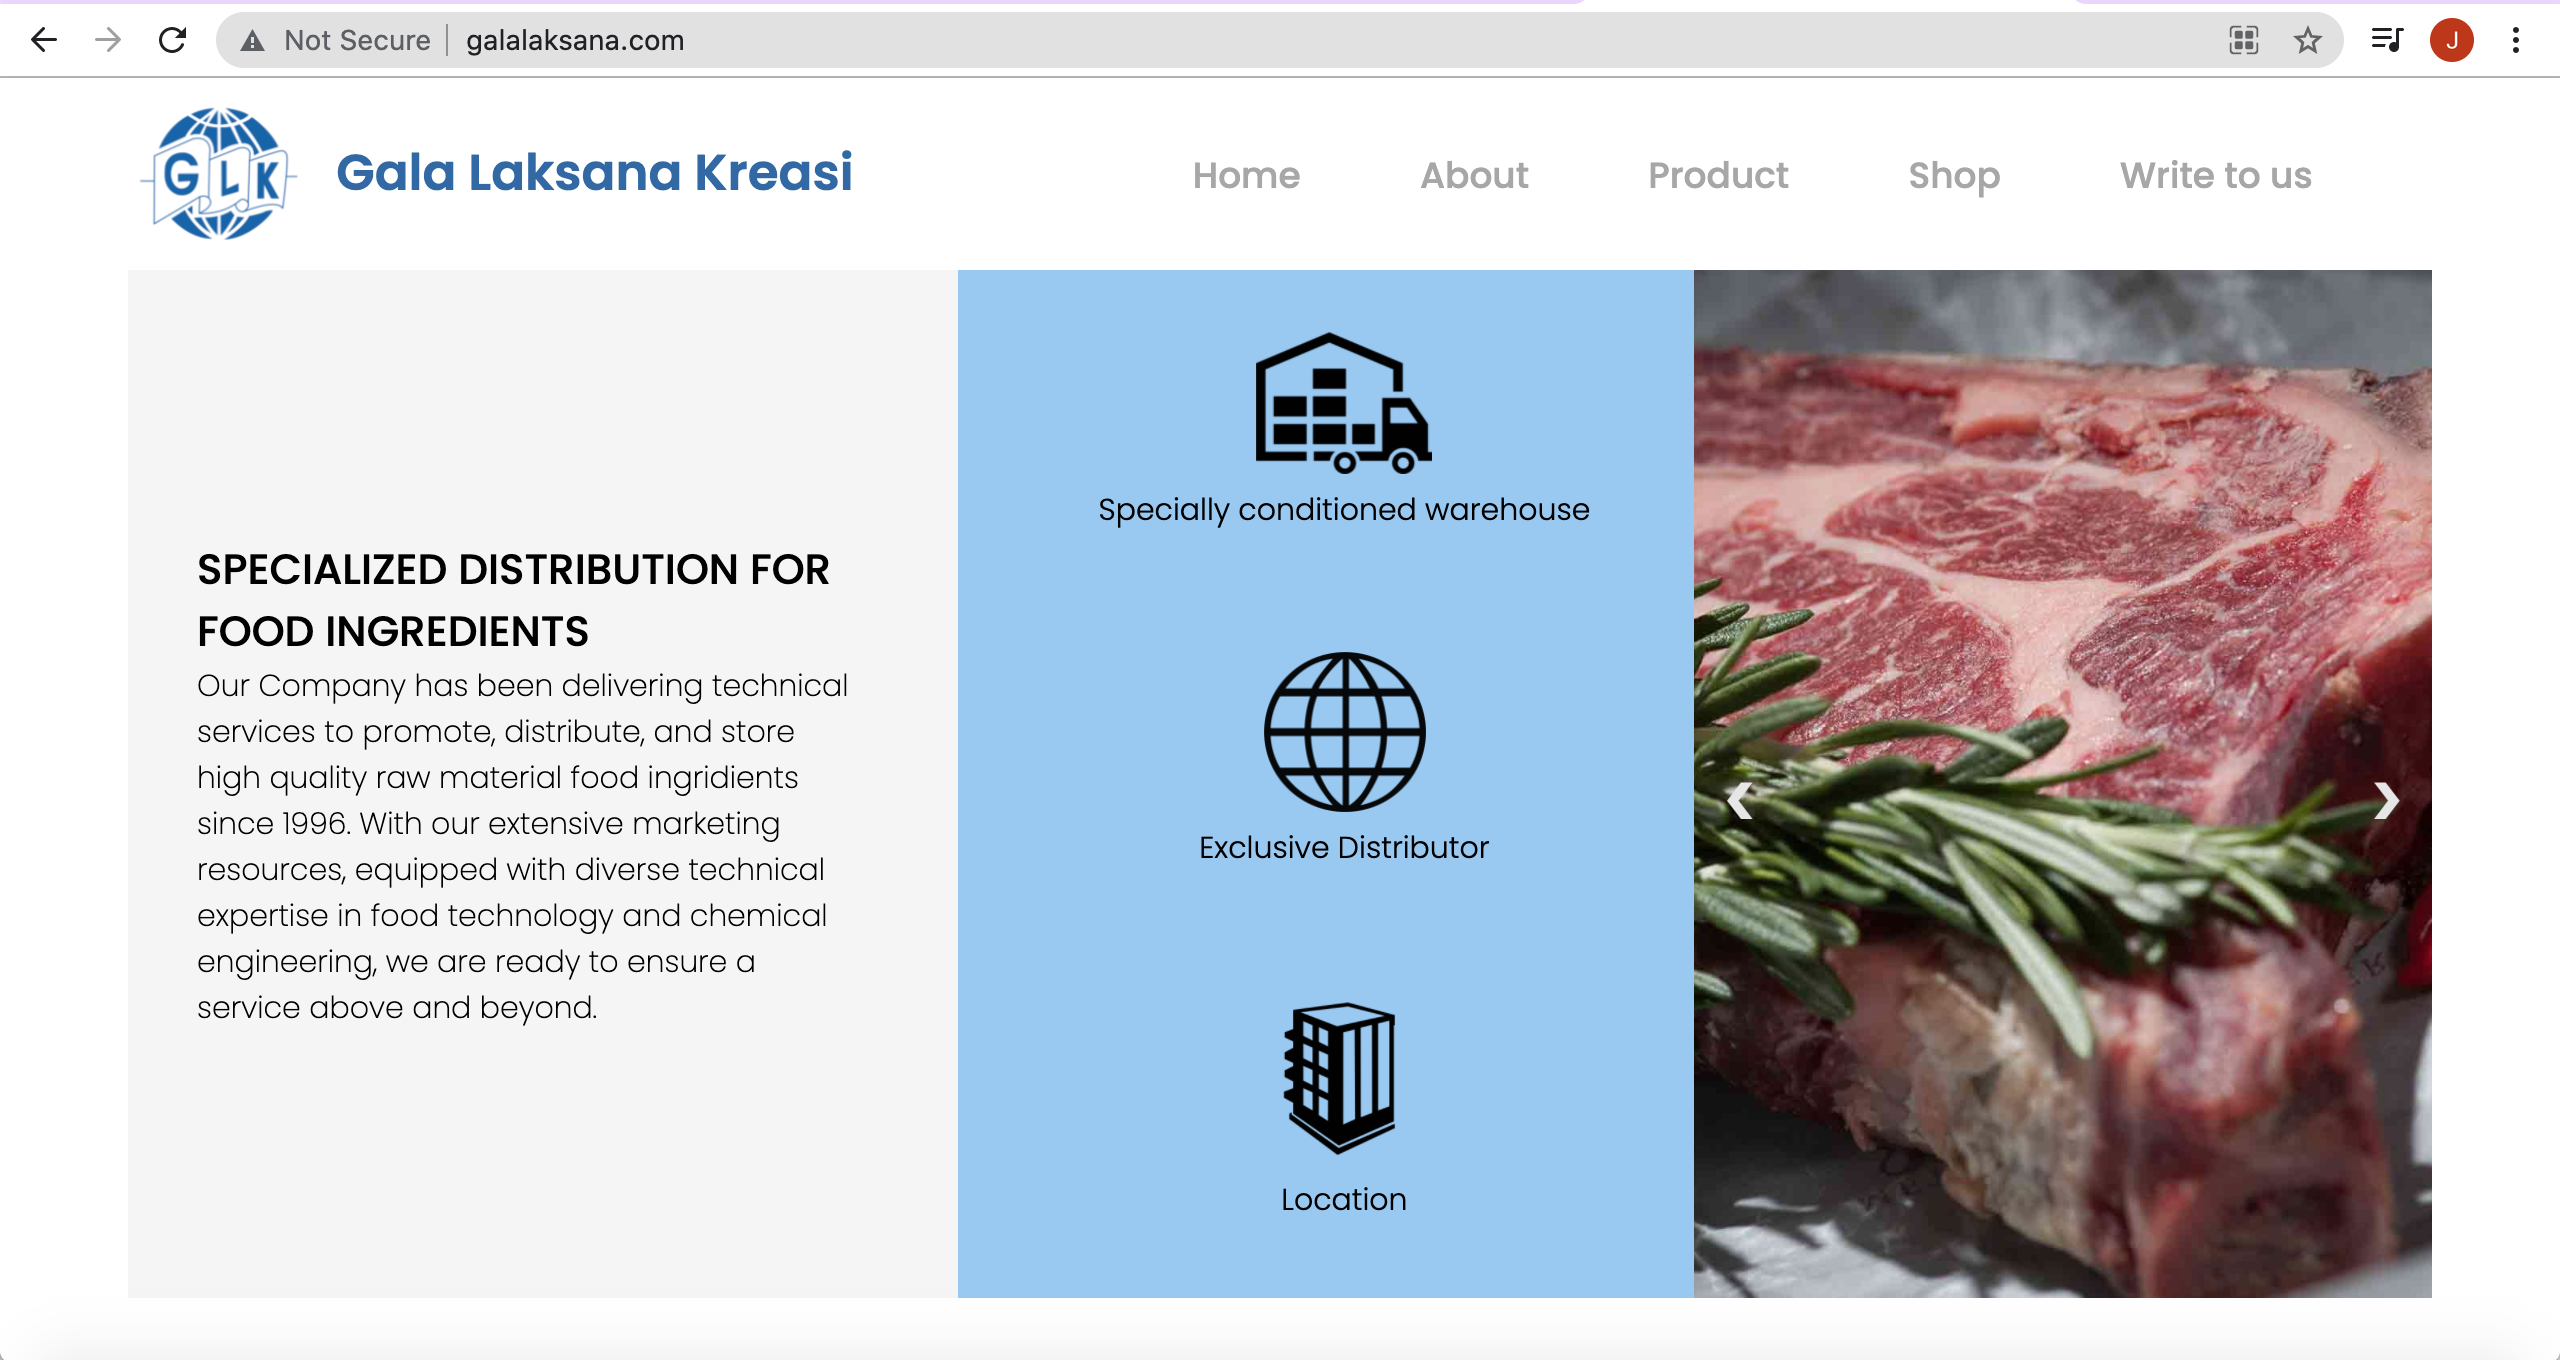 Not Secure galalaksana.com
J
GLK
Gala Laksana Kreasi
Home About Product Shop Write to us
SPECIALIZED DISTRIBUTION FOR
FOOD INGREDIENTS
Our Company has been delivering technical
services to promote, distribute, and store
high quality raw material food ingridients
since 1996. With our extensive marketing
resources, equipped with diverse technical
expertise in food technology and chemical
engineering, we are ready to ensure a
service above and beyond.
Specially conditioned warehouse
Exclusive Distributor
Location